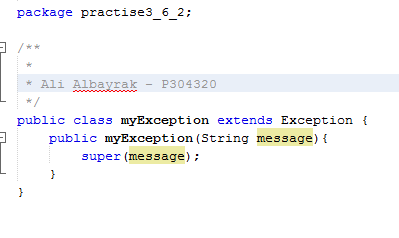 package practise3_6_2;
/**
*
* Ali Albayrak - P304320
*/
public class myException extends Exception {
public myException(String message){
super(message);
}
}